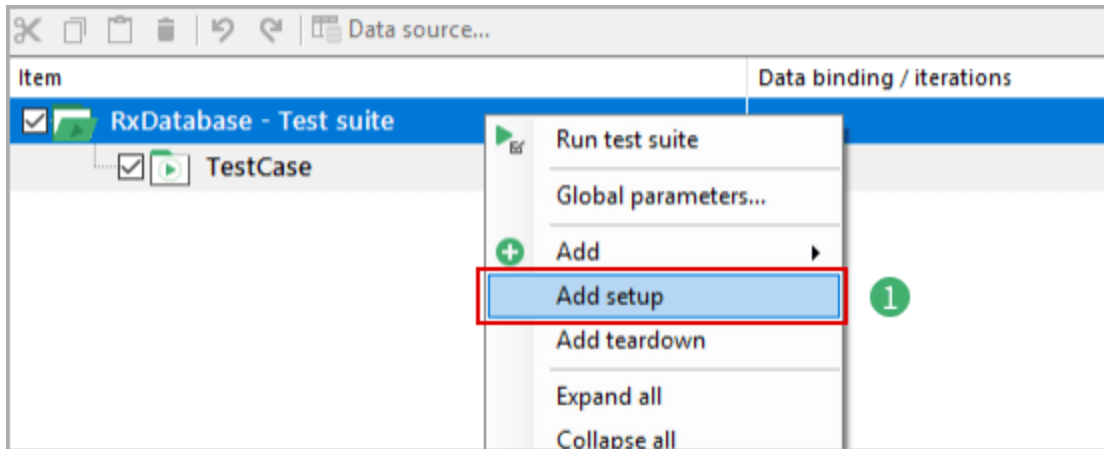 Data source...
Item Data binding / iterations
RxDatabase - Test suite
TestCase
Run test suite
Global parameters...
Add
Add setup
1
Add teardown
Expand all
Collapse all